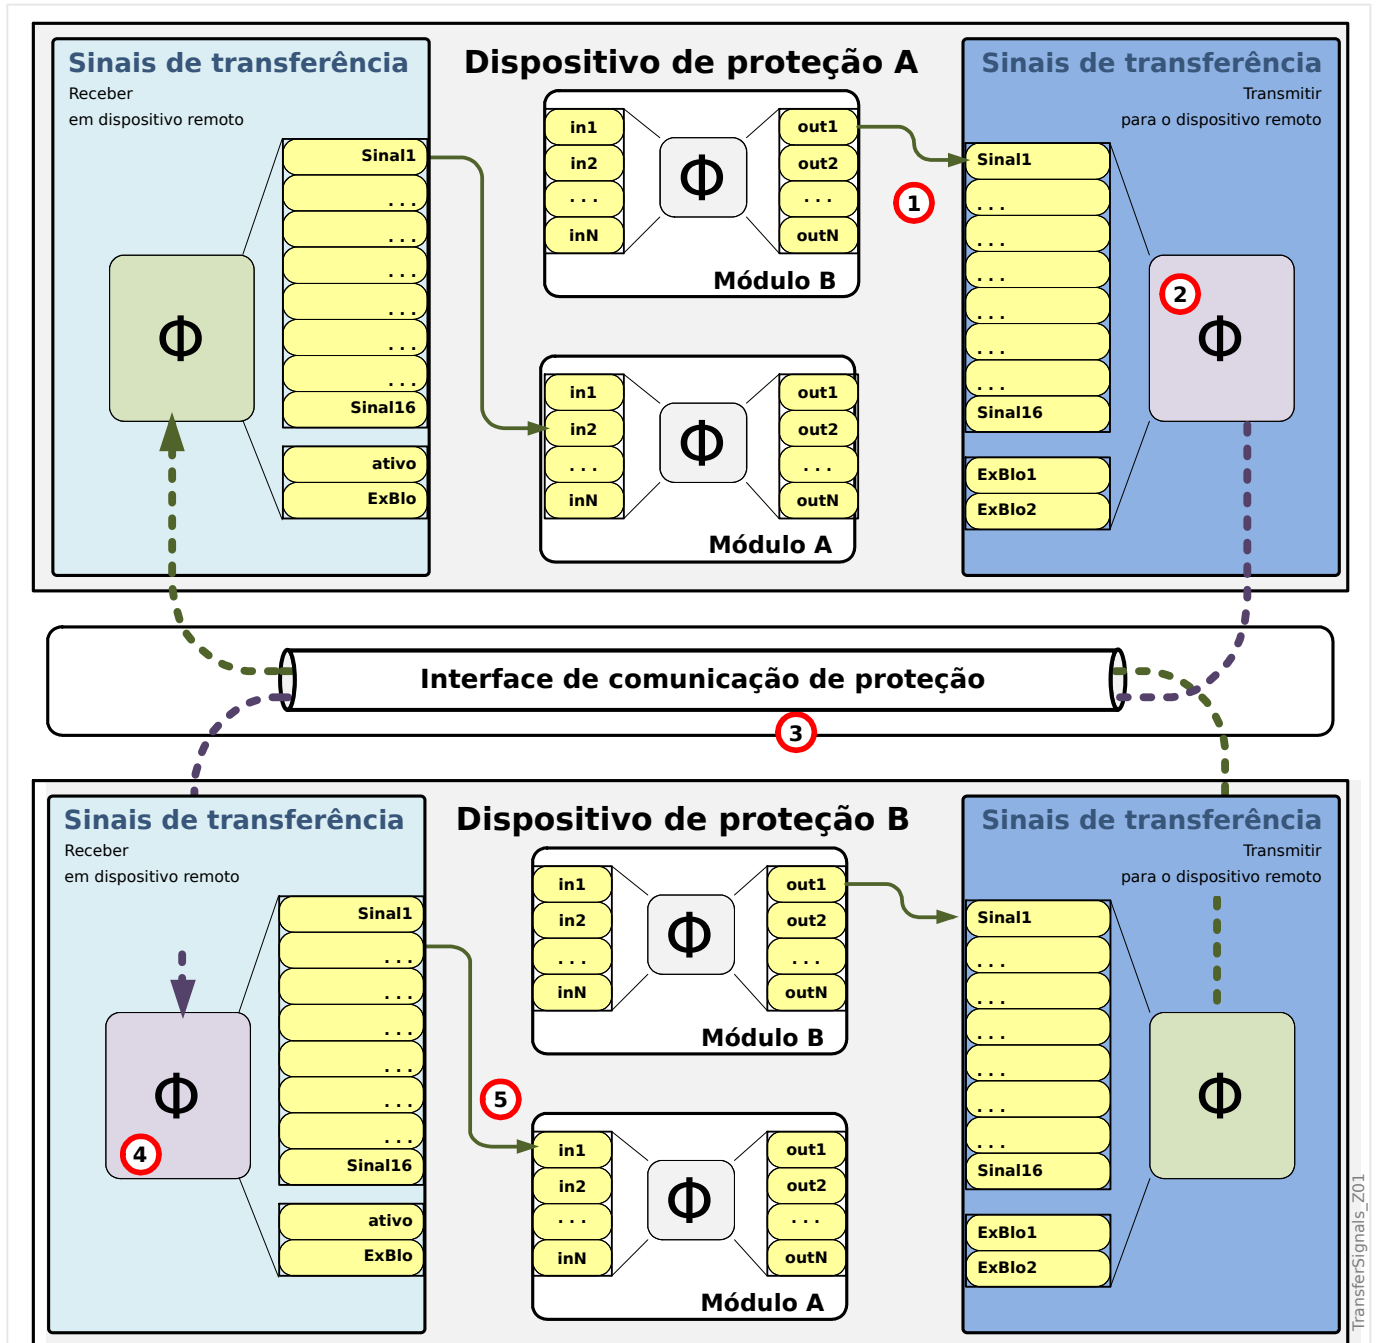 Dispositivo de proteção A
Sinais de transferência
Receber
em dispositivo remoto
Sinal1
. . .
. . .
. . .
. . .
. . .
. . .
Sinal16
ativo
ExBlo
Φ
in1
in2
. . .
inN
Φ
out1
out2
. . .
outN
Módulo B
in1
in2
. . .
inN
Φ
out1
out2
. . .
outN
Módulo A
1
Sinais de transferência
Transmitir
para o dispositivo remoto
Sinal1
. . .
. . .
. . .
. . .
. . .
. . .
Sinal16
ExBlo1
ExBlo2
2
Φ
Interface de comunicação de proteção
3
Dispositivo de proteção B
Sinais de transferência
Receber
em dispositivo remoto
Sinal1
. . .
. . .
. . .
. . .
. . .
. . .
Sinal16
ativo
ExBlo
Φ
4
5
in1
in2
. . .
inN
Φ
out1
out2
. . .
outN
Módulo B
in1
in2
. . .
inN
Φ
out1
out2
. . .
outN
Módulo A
Sinais de transferência
Transmitir
para o dispositivo remoto
Sinal1
. . .
. . .
. . .
. . .
. . .
. . .
Sinal16
ExBlo1
ExBlo2
Φ
TransferSignals_Z01